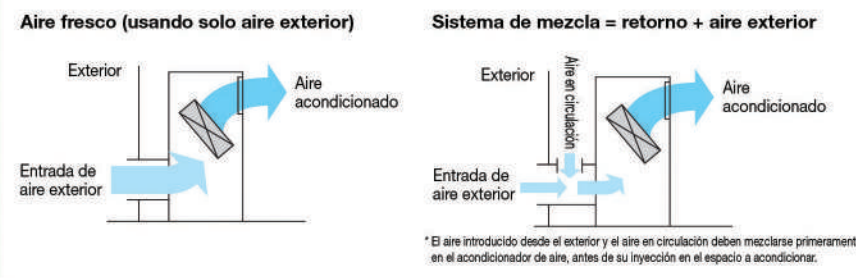 Aire fresco (usando solo aire exterior)
Exterior
Aire
acondicionado
Entrada de
aire exterior
Sistema de mezcla = retorno + aire exterior
Exterior
Aire en circulación
Aire
acondicionado
Entrada de
aire exterior
* El aire introducido desde el exterior y el aire en circulación deben mezclarse primerament
en el acondicionador de aire, antes de su inyección en el espacio a acondicionar.